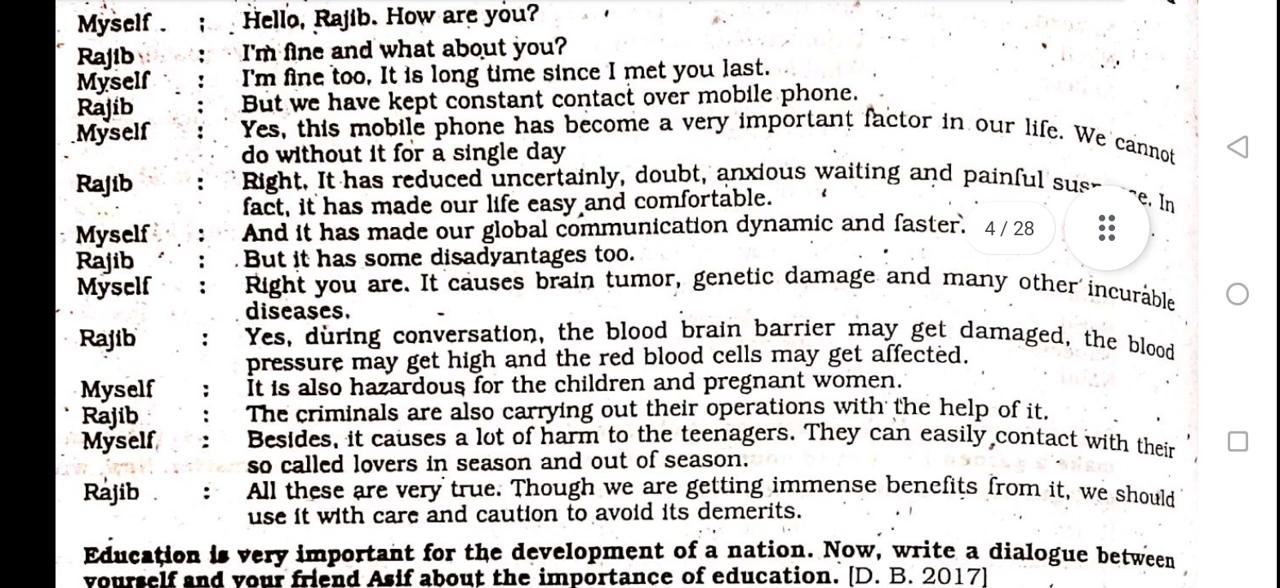 Myself : Hello, Rajib. How are you?
Rajib : I'm fine and what about you?
Myself : I'm fine too, It is long time since I met you last.
Rajib : But we have kept constant contact over mobile phone.
Myself : Yes, this mobile phone has become a very important factor in our life. We cannot
do without it for a single day
Rajib : Right. It has reduced uncertainly, doubt, anxious waiting and painful In
fact, it has made our life easy and comfortable.
Myself : And it has made our global communication dynamic and faster.
4 / 28
Rajib : But it has some disadyantages too.
Myself : Right you are. It causes brain tumor, genetic damage and many other incurable
diseases.
Rajib : Yes, during conversation, the blood brain barrier may get damaged, the blood
pressure may get high and the red blood cells may get affected.
Myself : It is also hazardous for the children and pregnant women.
Rajib : The criminals are also carrying out their operations with the help of it.
Myself : Besides, it causes a lot of harm to the teenagers. They can easily contact with their
so called lovers in season and out of season.
Rajib : All these are very true. Though we are getting immense benefits from it, we should
use it with care and caution to avoid its demerits.
Education is very important for the development of a nation. Now, write a dialogue between
yourself and your friend Asif about the importance of education. [D. B. 2017]